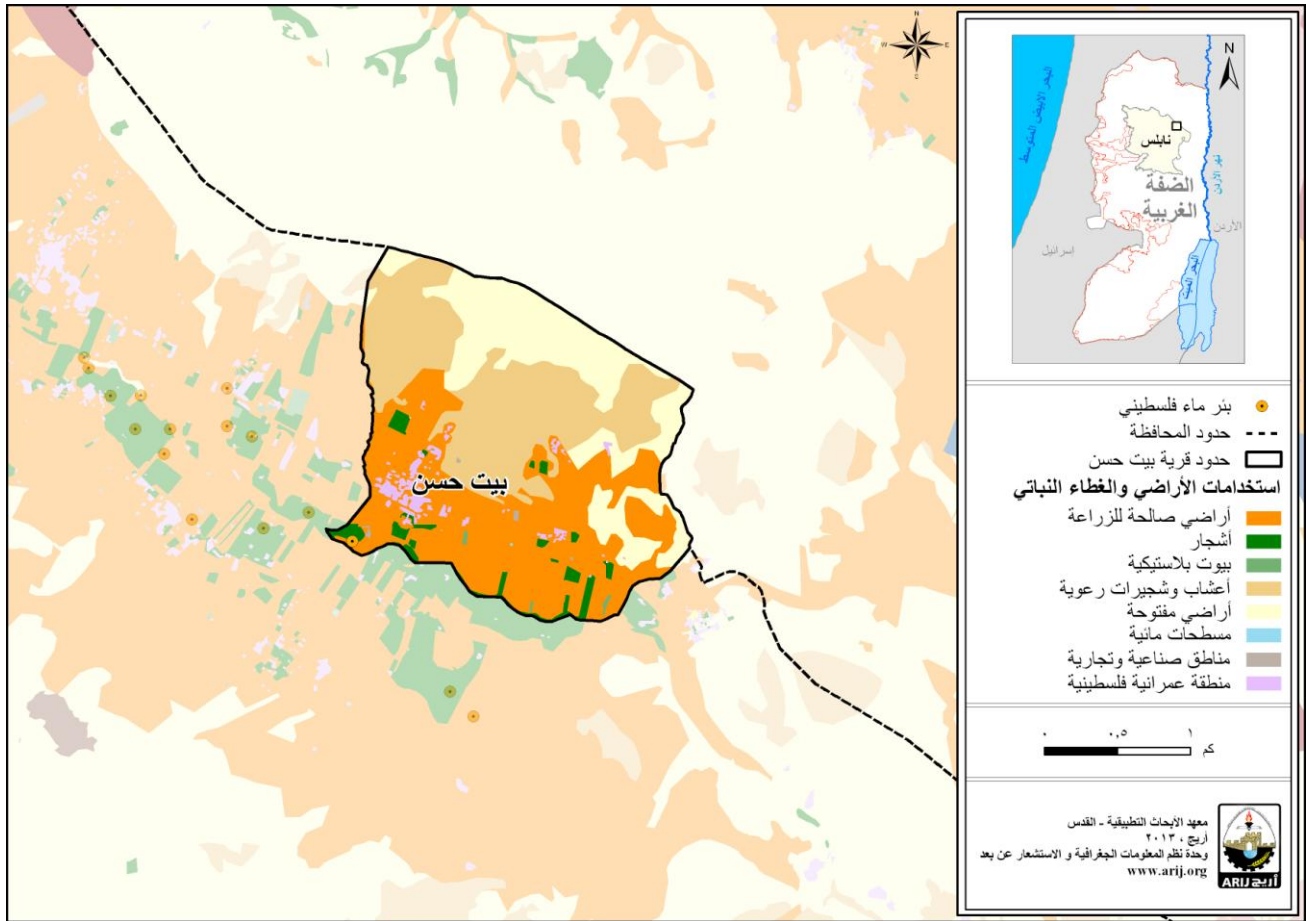 بيت حسن
N
W
E
S
N
البحر الأبيض المتوسط
نابلس
نهر الأردن
الضفة
الغربية
الأردن
إسرائيل
البحر الميت
بئر ماء فلسطيني
حدود المحافظة
حدود قرية بيت حسن
استخدامات الأراضي والغطاء النباتي
أراضي صالحة للزراعة
أشجار
بيوت بلاستيكية
أعشاب وشجيرات رعوية
أراضي مفتوحة
مسطحات مائية
مناطق صناعية وتجارية
منطقة عمرانية فلسطينية
٠ ٠,٥ ١ كم
معهد الأبحاث التطبيقية - القدس
أريج ، ٢٠١٣
وحدة نظم المعلومات الجغرافية و الاستشعار عن بعد
www.arij.org
ARIJ أريج